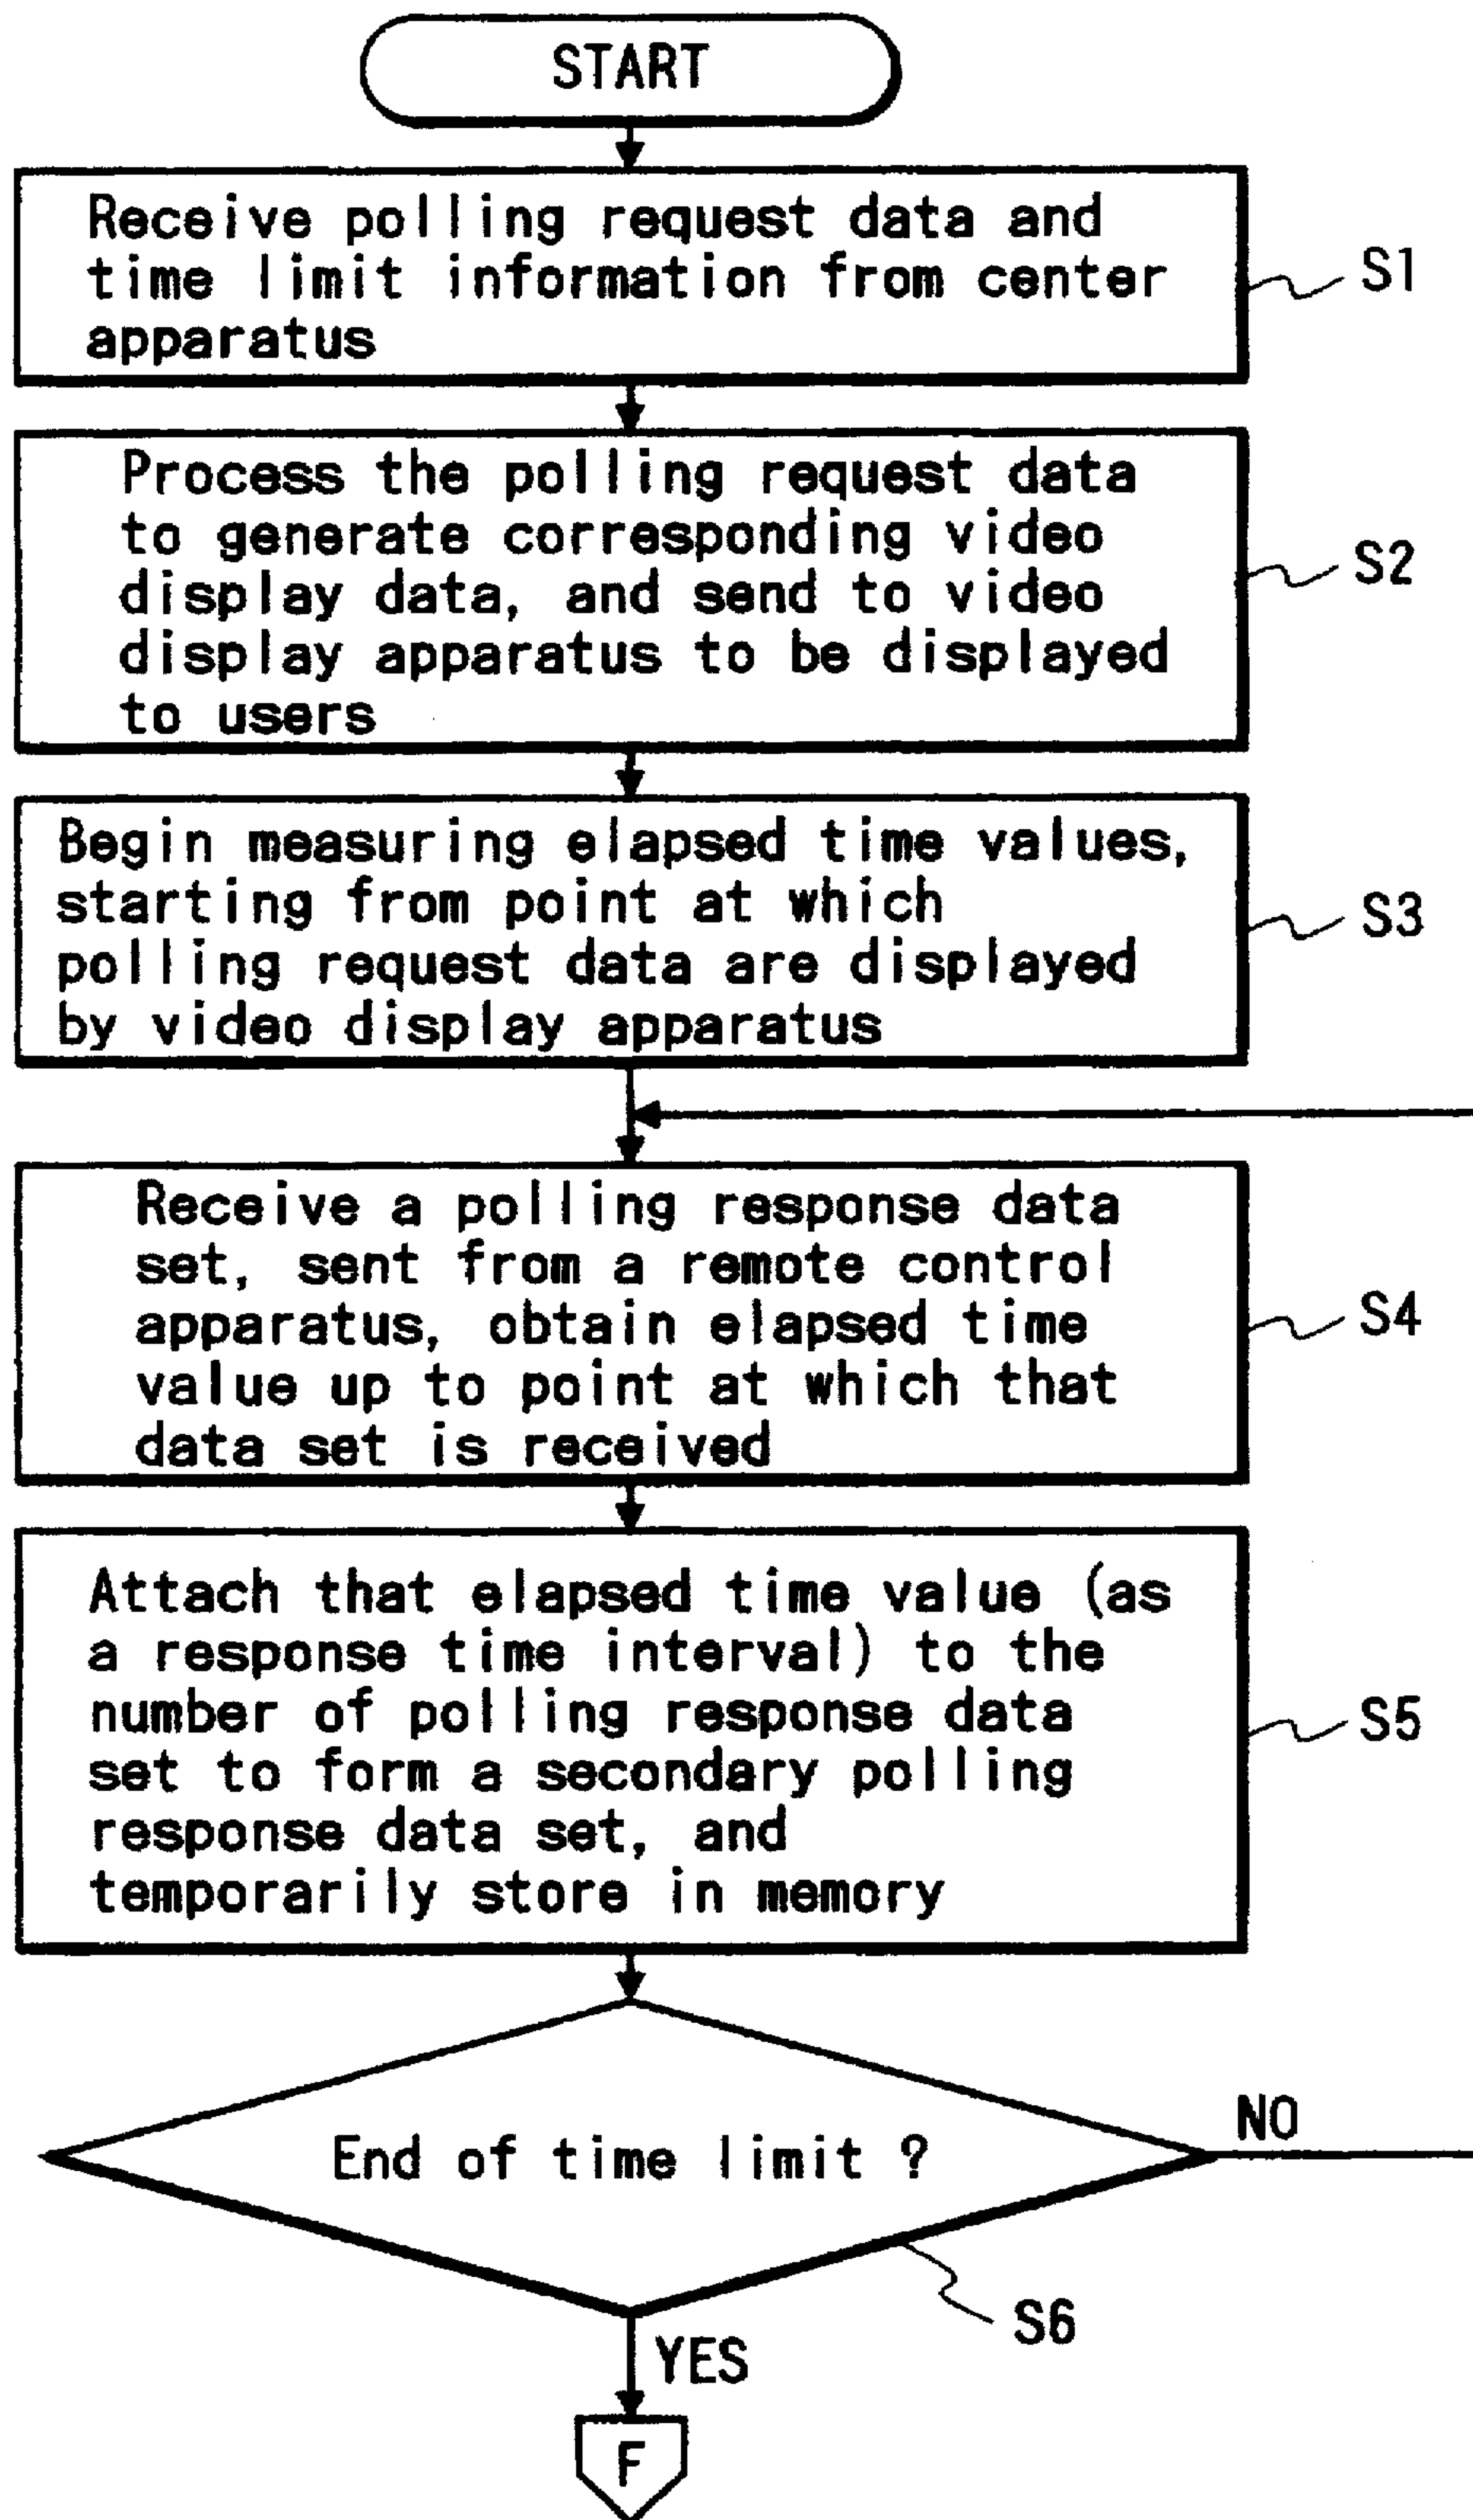 START
Receive polling request data and
time limit information from center
apparatus
S1
Process the polling request data
to generate corresponding video
display data, and send to video
display apparatus to be displayed
to users
S2
Begin measuring elapsed time values,
starting from point at which
polling request data are displayed
by video display apparatus
S3
Receive a polling response data
set, sent from a remote control
apparatus, obtain elapsed time
value up to point at which that
data set is received
S4
Attach that elapsed time value (as
a response time interval) to the
number of polling response data
set to form a secondary polling
response data set, and
temporarily store in memory
S5
End of time limit ?
NO
S6
YES
F